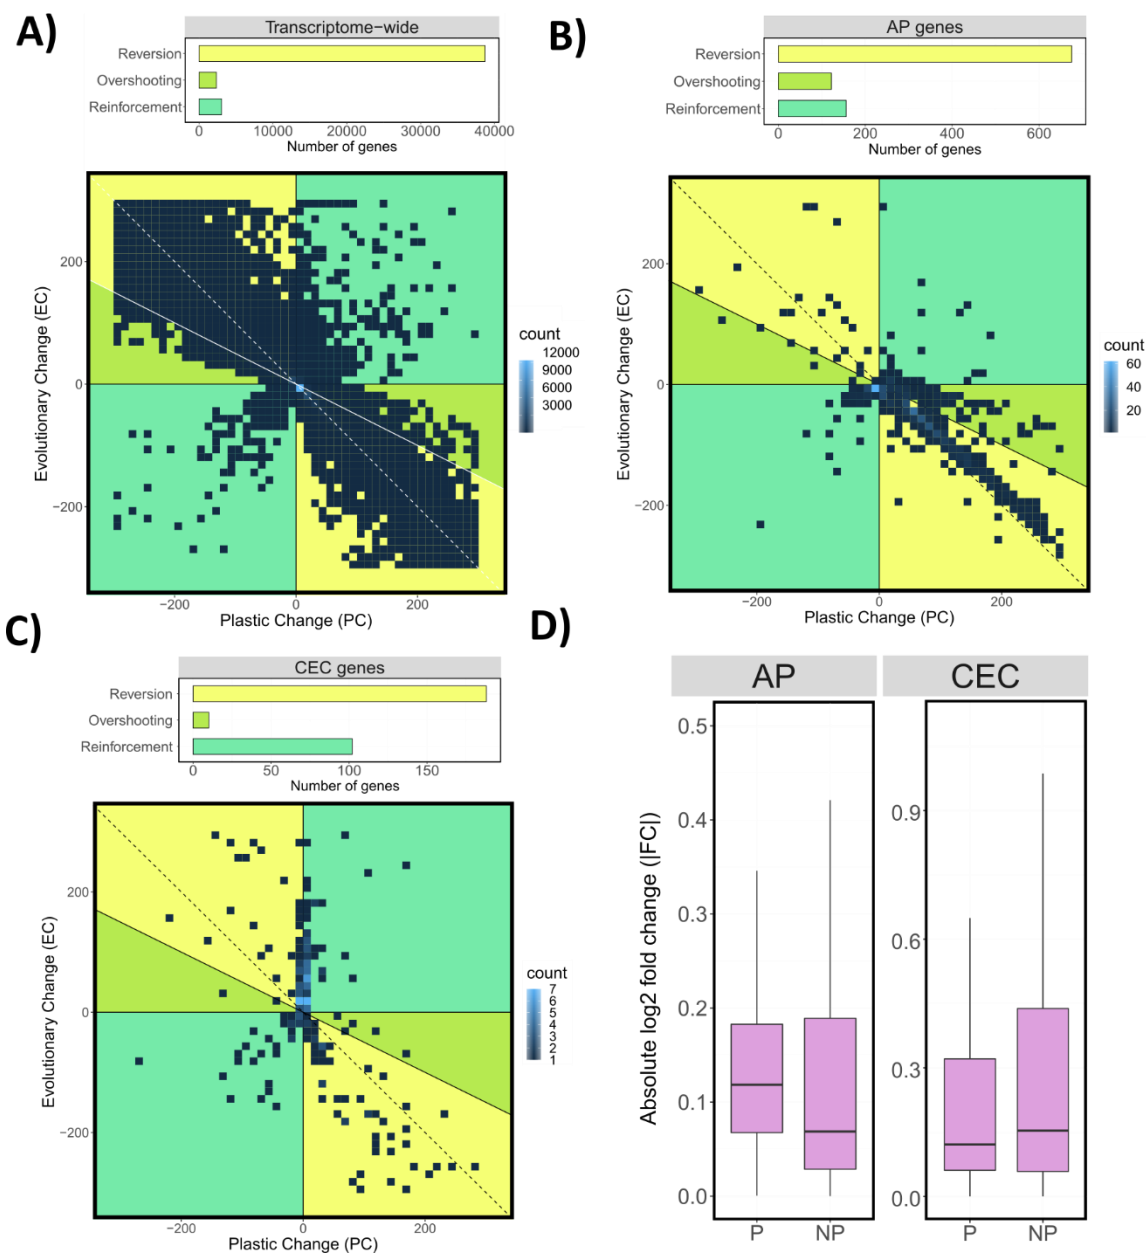 A)
Transcriptome-wide
Reversion
Overshooting
Reinforcement
0 10000 20000 30000 40000
Number of genes
200
0
−200
Evolutionary Change (EC)
−200 0 200
Plastic Change (PC)
count
12000
9000
6000
3000
B)
AP genes
Reversion
Overshooting
Reinforcement
0 200 400 600
Number of genes
200
0
−200
Evolutionary Change (EC)
−200 0 200
Plastic Change (PC)
count
60
40
20
C)
CEC genes
Reversion
Overshooting
Reinforcement
0 50 100 150
Number of genes
200
0
−200
Evolutionary Change (EC)
−200 0 200
Plastic Change (PC)
count
7
6
5
4
3
2
1
D)
AP CEC
Absolute log2 fold change (|FC|)
0.5
0.4
0.3
0.2
0.1
0.0
P NP
0.9
0.6
0.3
0.0
P NP